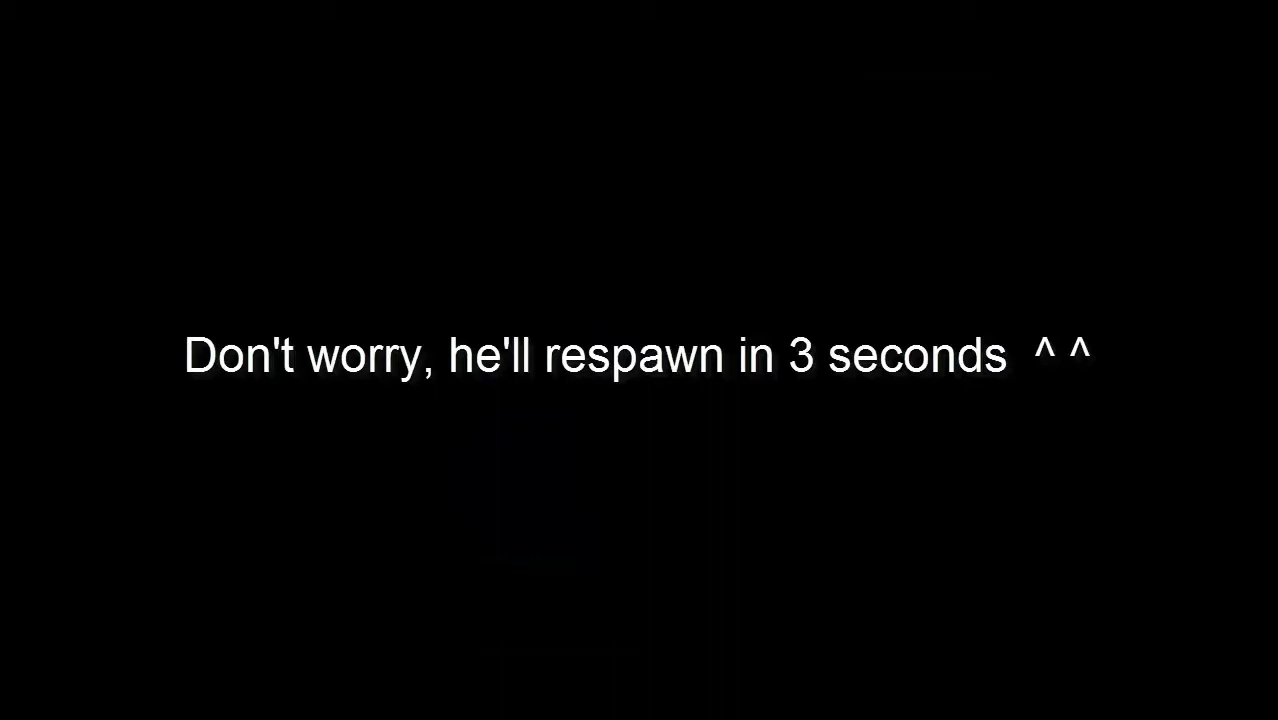 Don't worry, he'll respawn in 3 seconds  ^ ^